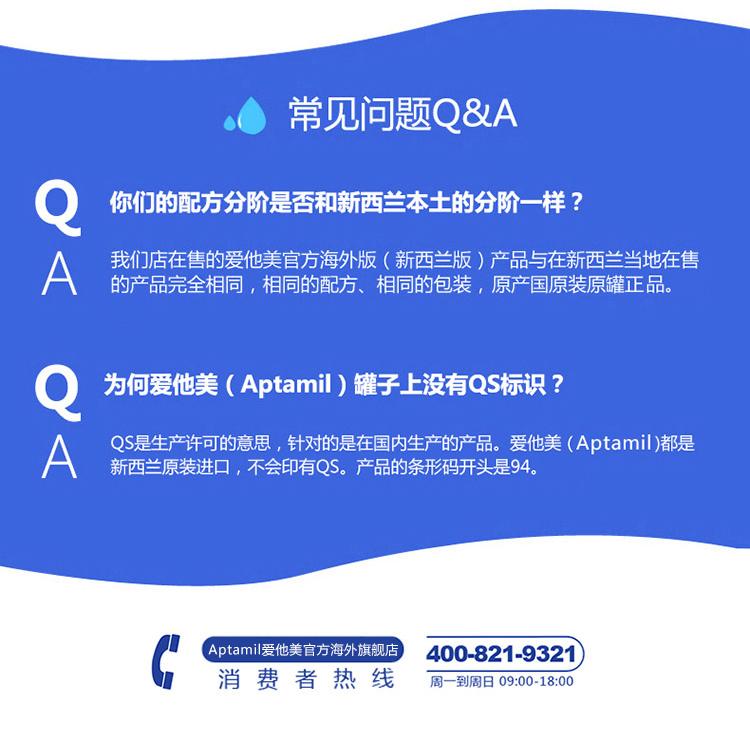 常见问题Q&A
Q 你们的配方分阶是否和新西兰本土的分阶一样？
A 我们店在售的爱他美官方海外版（新西兰版）产品与在新西兰当地在售
的产品完全相同，相同的配方、相同的包装，原产国原装原罐正品。
Q 为何爱他美（Aptamil）罐子上没有QS标识？
A QS是生产许可的意思，针对的是在国内生产的产品。爱他美（Aptamil)都是
新西兰原装进口，不会印有QS。产品的条形码开头是94。
Aptamil爱他美官方海外旗舰店
消费者热线
400-821-9321
周一到周日 09:00-18:00